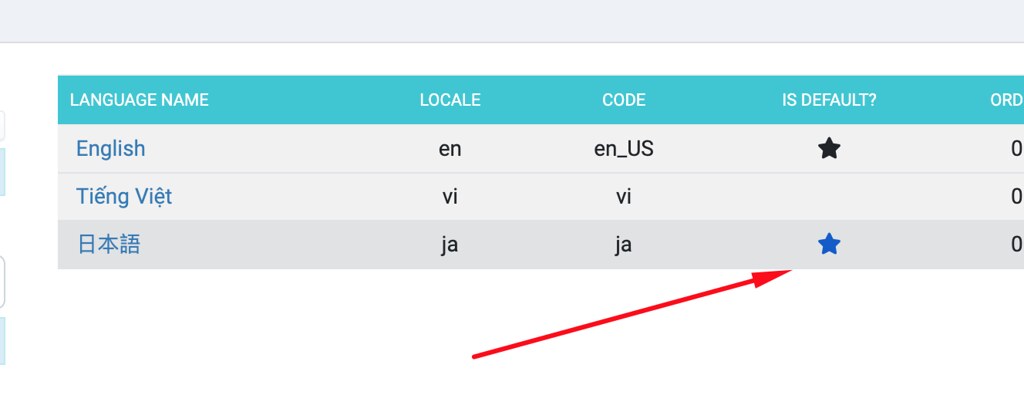 LANGUAGE NAME LOCALE CODE IS DEFAULT? ORD
English en en_US 0
Tiếng Việt vi vi 0
日本語 ja ja 0